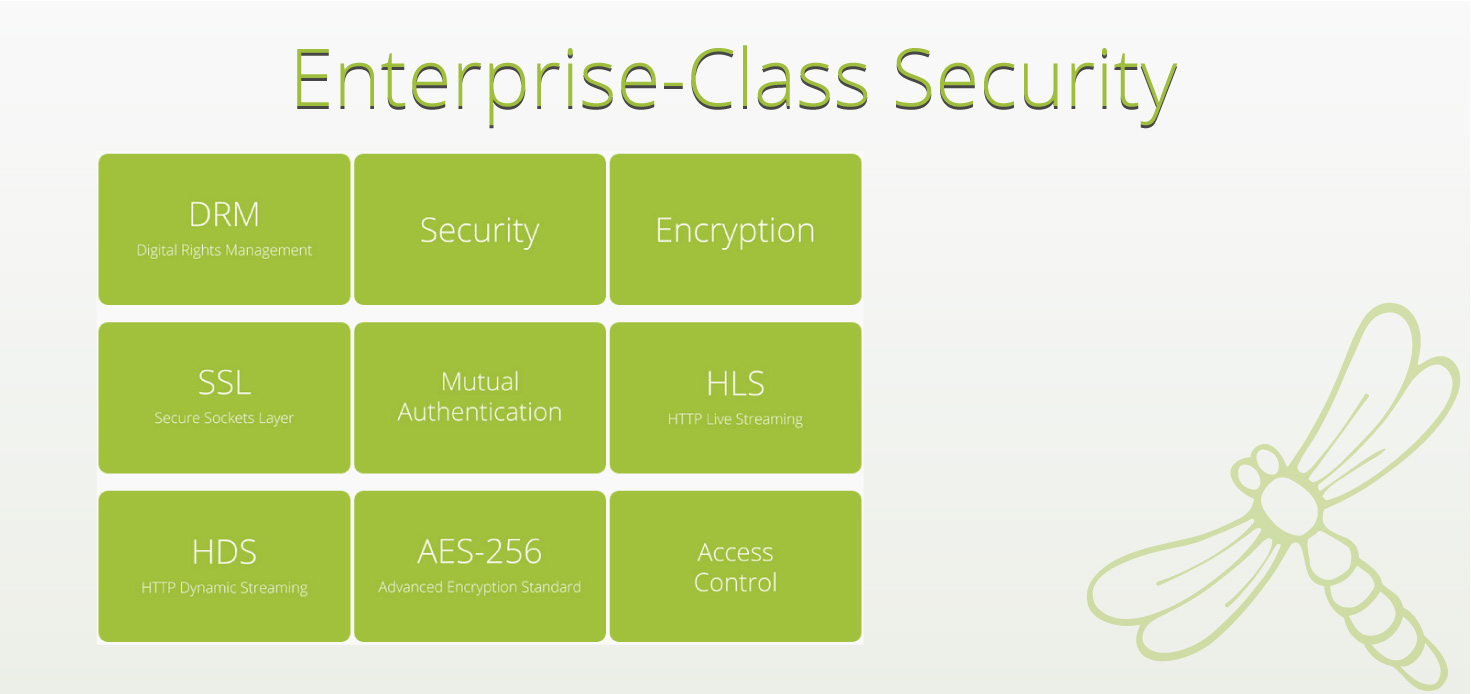 Enterprise-Class Security
DRM
Digital Rights Management
Security
Encryption
SSL
Secure Sockets Layer
Mutual
Authentication
HLS
HTTP Live Streaming
HDS
HTTP Dynamic Streaming
AES-256
Advanced Encryption Standard
Access
Control